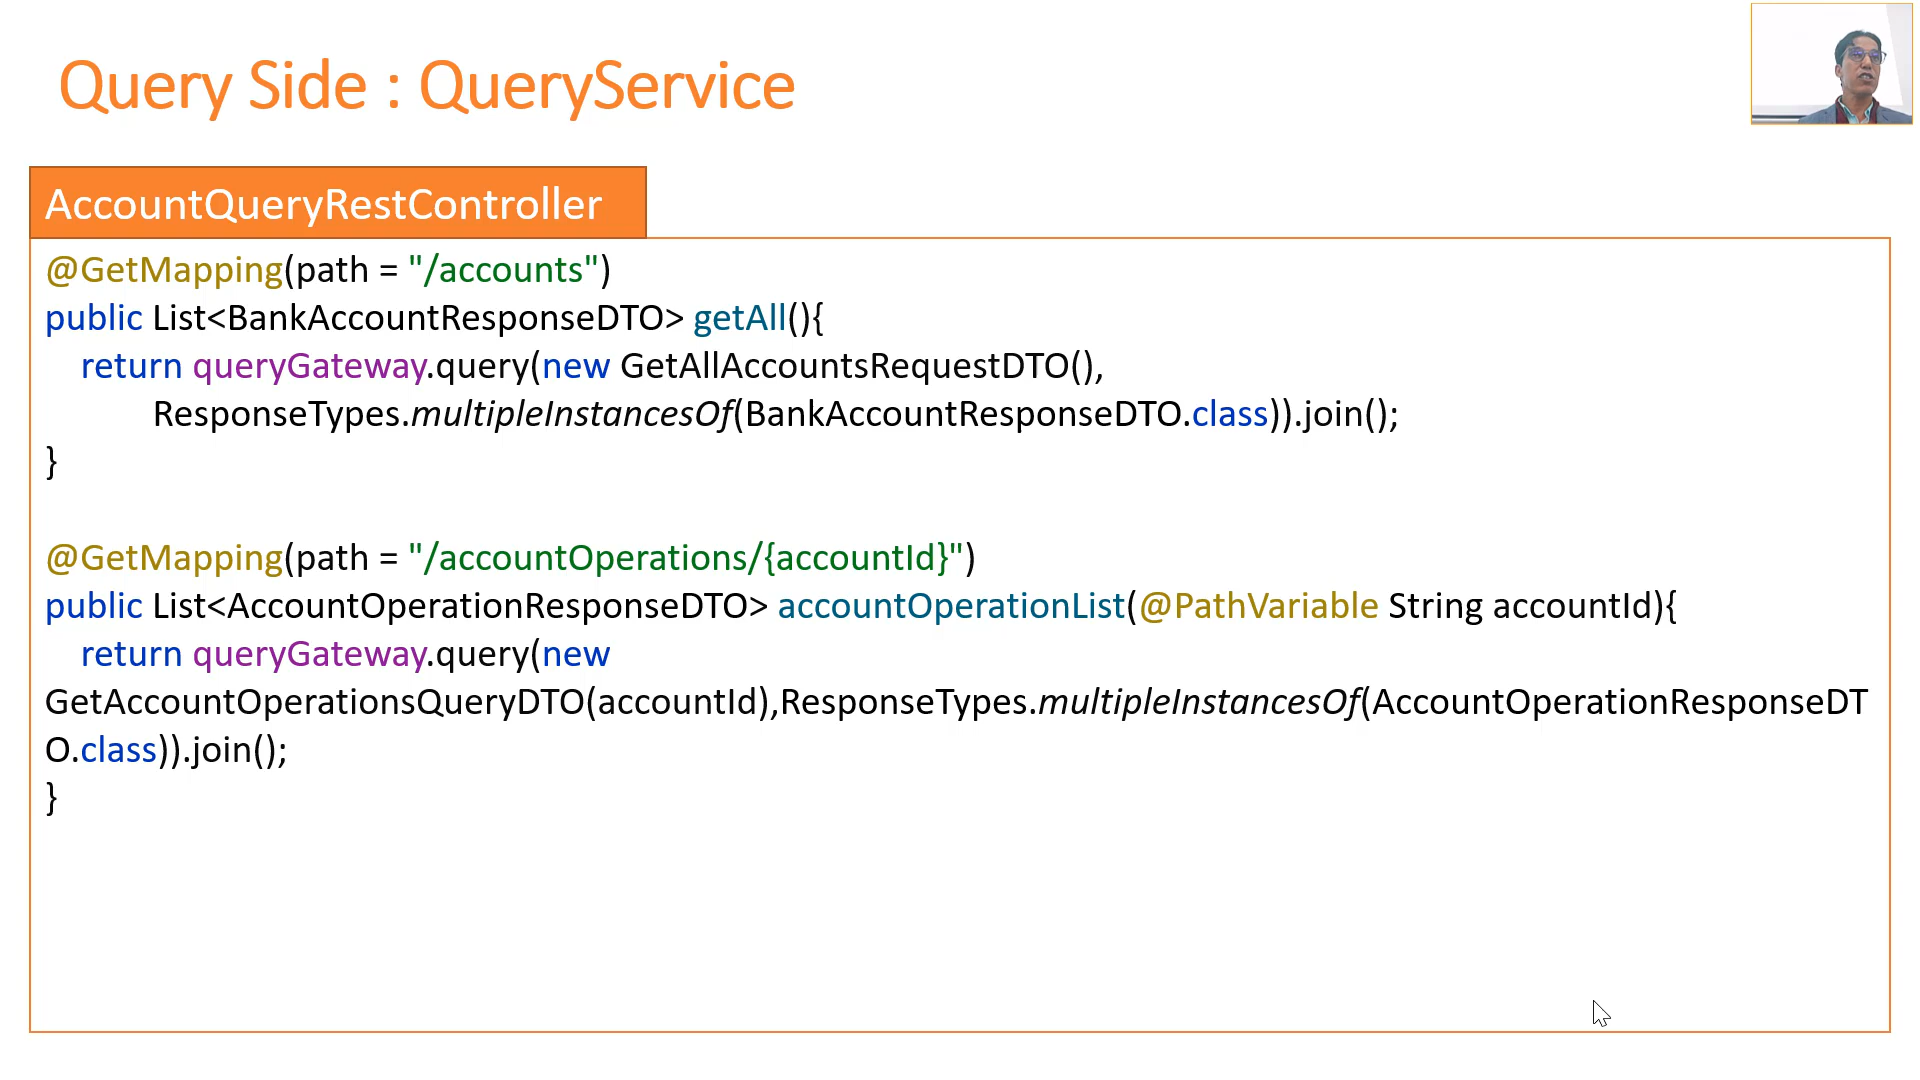 Query Side : QueryService
AccountQueryRestController
@GetMapping(path = "/accounts")
public List<BankAccountResponseDTO> getAll(){
return queryGateway.query(new GetAllAccountsRequestDTO(),
ResponseTypes.multipleInstancesOf(BankAccountResponseDTO.class)).join();
}
@GetMapping(path = "/accountOperations/{accountId}")
public List<AccountOperationResponseDTO> accountOperationList(@PathVariable String accountId){
return queryGateway.query(new
GetAccountOperationsQueryDTO(accountId),ResponseTypes.multipleInstancesOf(AccountOperationResponseDT
O.class)).join();
}